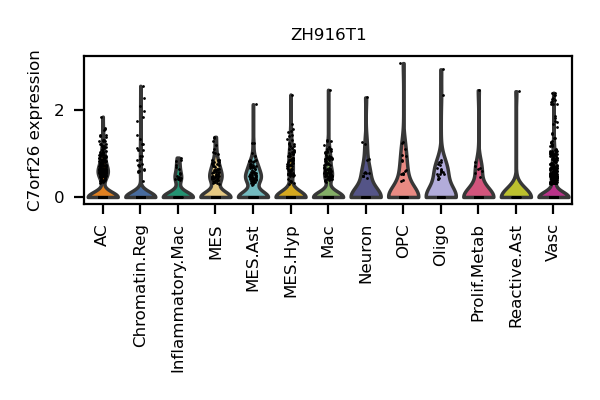 ZH916T1
C7orf26 expression
2
0
AC
Chromatin.Reg
Inflammatory.Mac
MES
MES.Ast
MES.Hyp
Mac
Neuron
OPC
Oligo
Prolif.Metab
Reactive.Ast
Vasc